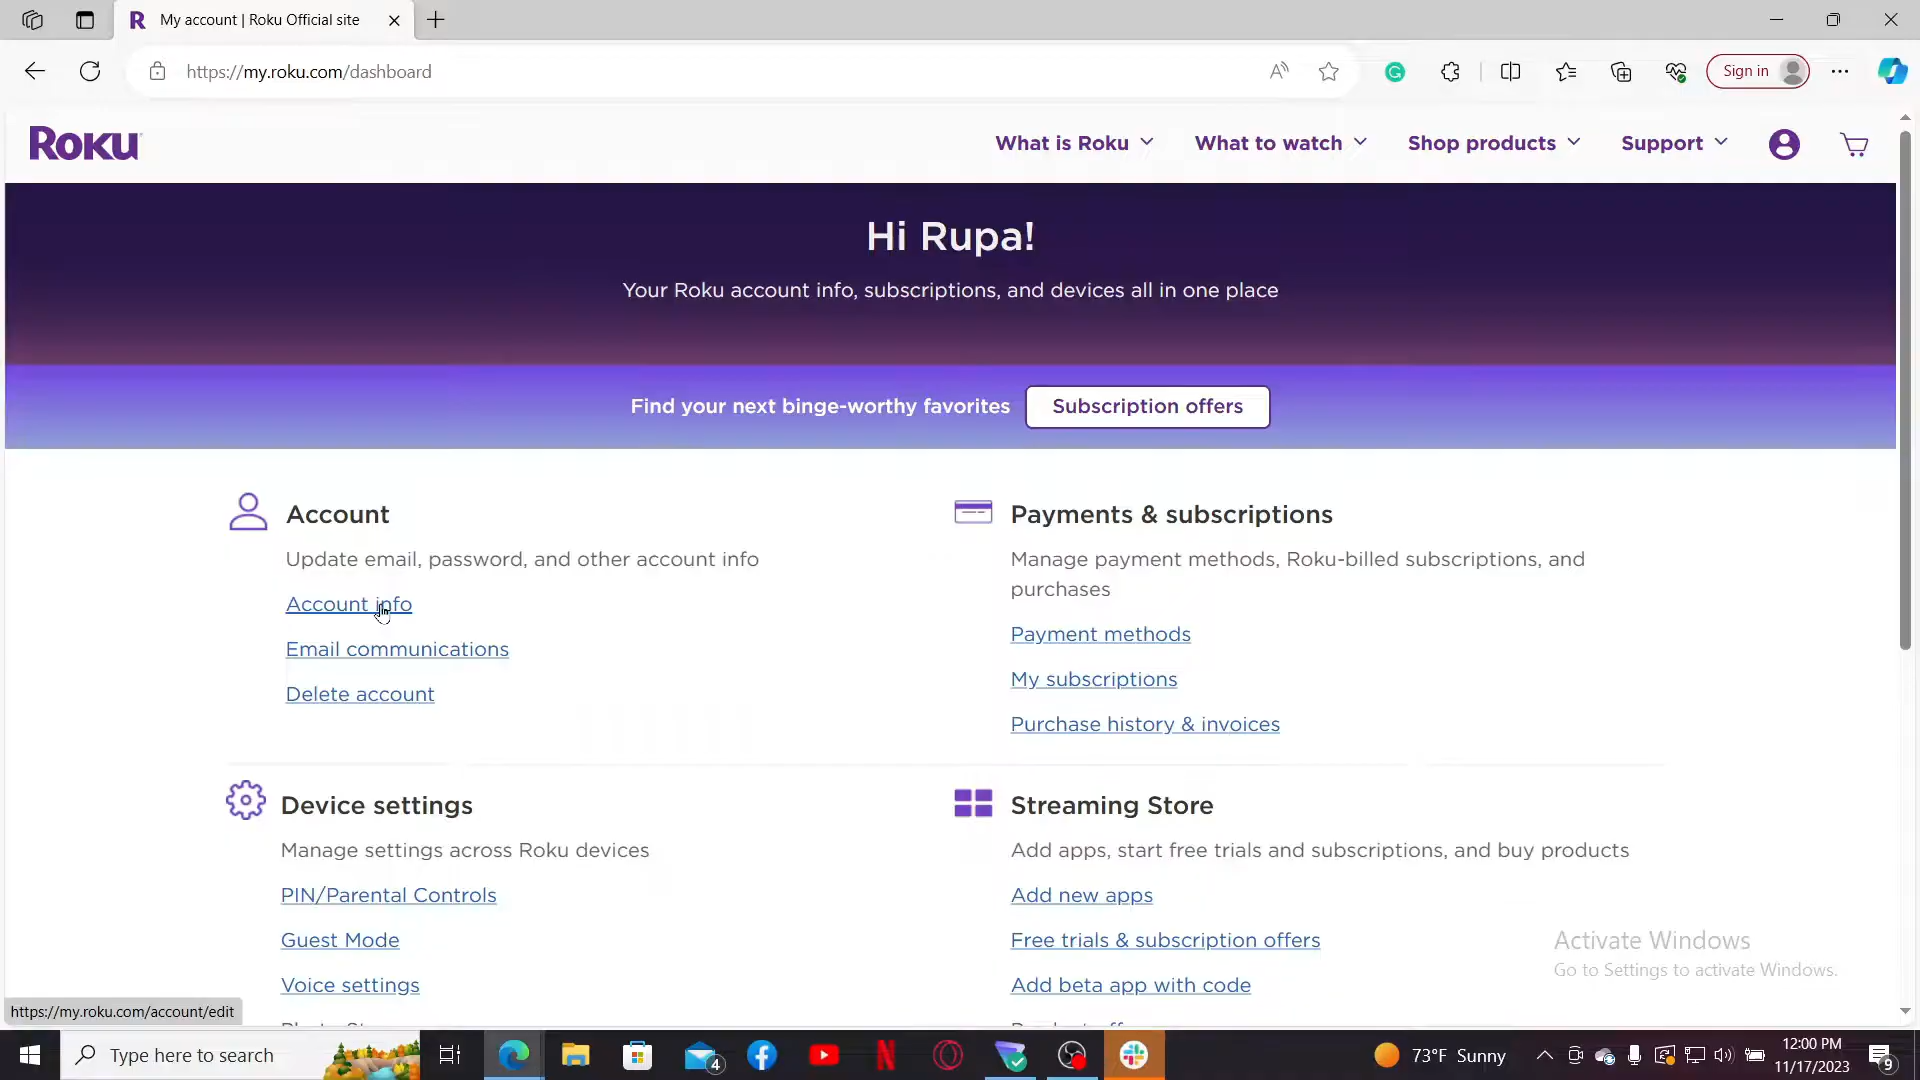 My account | Roku Official site
https://my.roku.com/dashboard
Sign in
Roku
What is Roku
What to watch
Shop products
Support
Hi Rupa!
Your Roku account info, subscriptions, and devices all in one place
Find your next binge-worthy favorites
Subscription offers
Account
Update email, password, and other account info
Account info
Email communications
Delete account
Payments & subscriptions
Manage payment methods, Roku-billed subscriptions, and
purchases
Payment methods
My subscriptions
Purchase history & invoices
Device settings
Manage settings across Roku devices
PIN/Parental Controls
Guest Mode
Voice settings
Streaming Store
Add apps, start free trials and subscriptions, and buy products
Add new apps
Free trials & subscription offers
Add beta app with code
Activate Windows
Go to Settings to activate Windows.
https://my.roku.com/account/edit
Type here to search
4
73°F Sunny
12:00 PM
11/17/2023
9